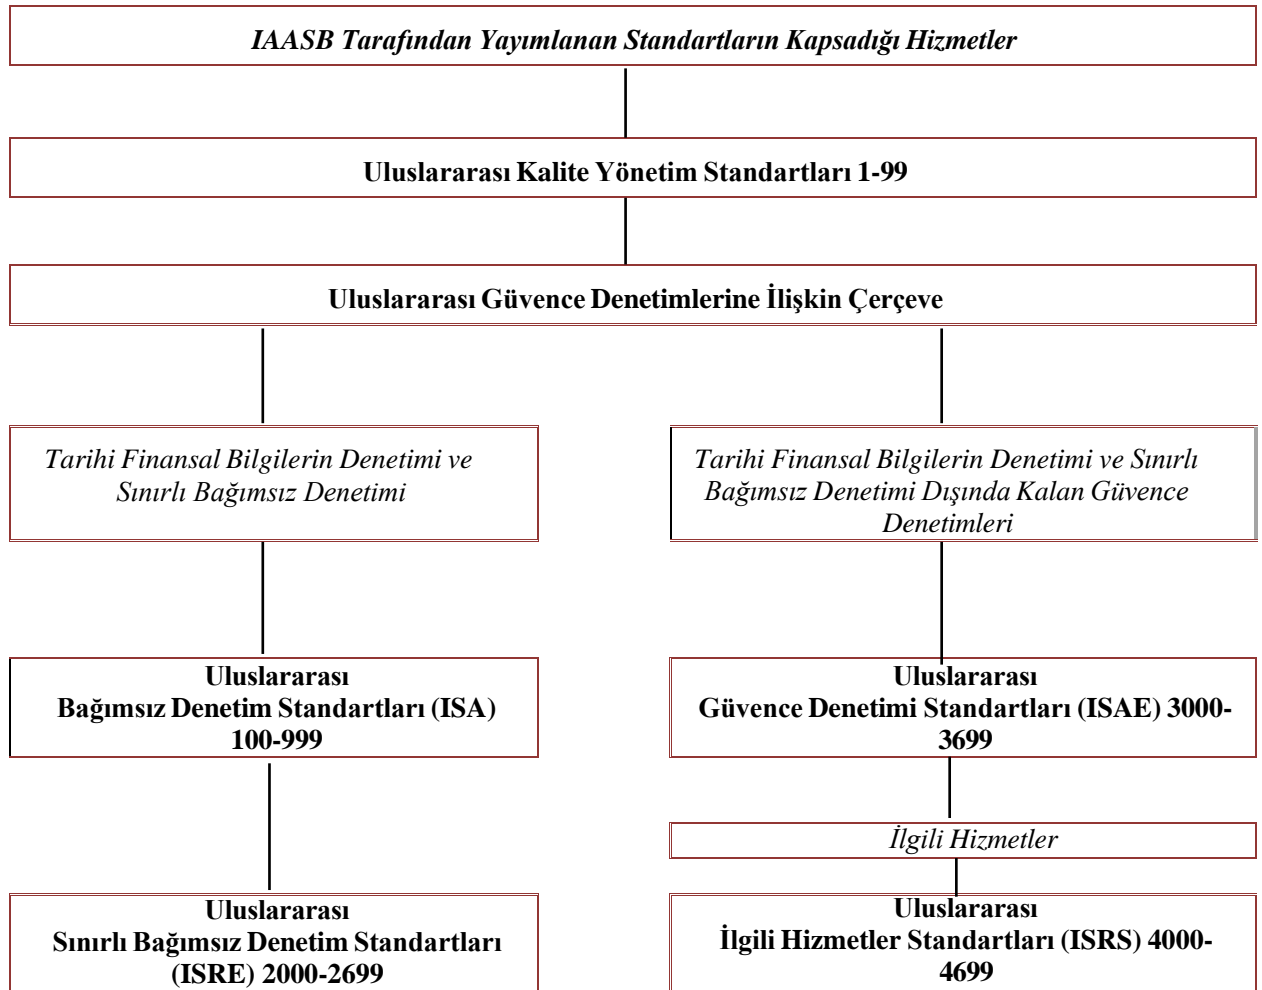 IAASB Tarafından Yayımlanan Standartların Kapsadığı Hizmetler
Uluslararası Kalite Yönetim Standartları 1-99
Uluslararası Güvence Denetimlerine İlişkin Çerçeve
Tarihi Finansal Bilgilerin Denetimi ve
Sınırlı Bağımsız Denetimi
Tarihi Finansal Bilgilerin Denetimi ve Sınırlı
Bağımsız Denetimi Dışında Kalan Güvence
Denetimleri
Uluslararası
Bağımsız Denetim Standartları (ISA)
100-999
Uluslararası
Güvence Denetimi Standartları (ISAE) 3000-
3699
İlgili Hizmetler
Uluslararası
Sınırlı Bağımsız Denetim Standartları
(ISRE) 2000-2699
Uluslararası
İlgili Hizmetler Standartları (ISRS) 4000-
4699